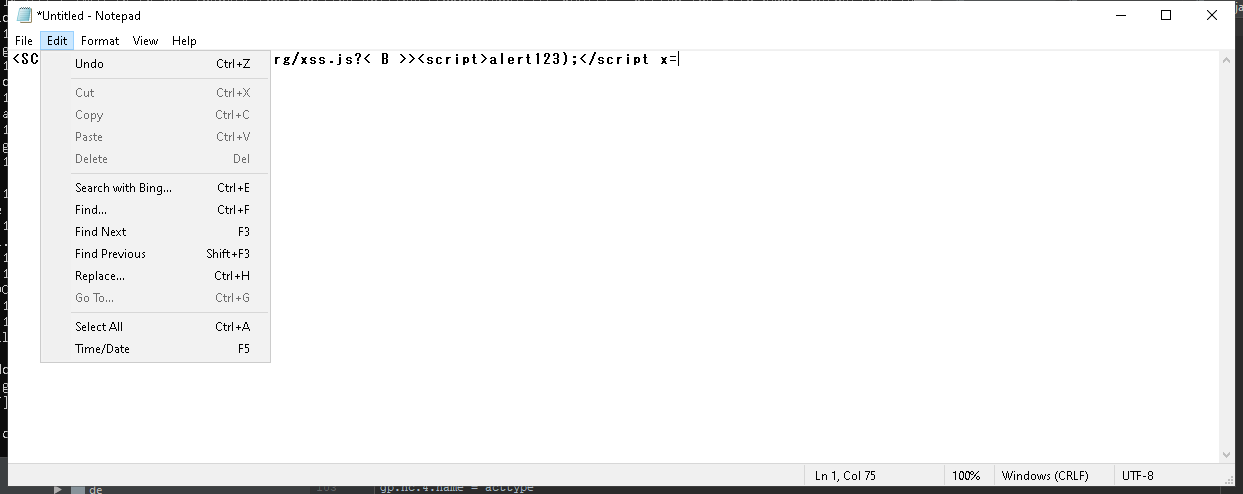 *Untitled - Notepad
File Edit Format View Help
<SC rg/xss.js?< B >><script>alert123);</script x=
Undo Ctrl+Z
Cut Ctrl+X
Copy Ctrl+C
Paste Ctrl+V
Delete Del
Search with Bing... Ctrl+E
Find... Ctrl+F
Find Next F3
Find Previous Shift+F3
Replace... Ctrl+H
Go To... Ctrl+G
Select All Ctrl+A
Time/Date F5
Ln 1, Col 75 100% Windows (CRLF) UTF-8
de gp.nc.4.name = acctype